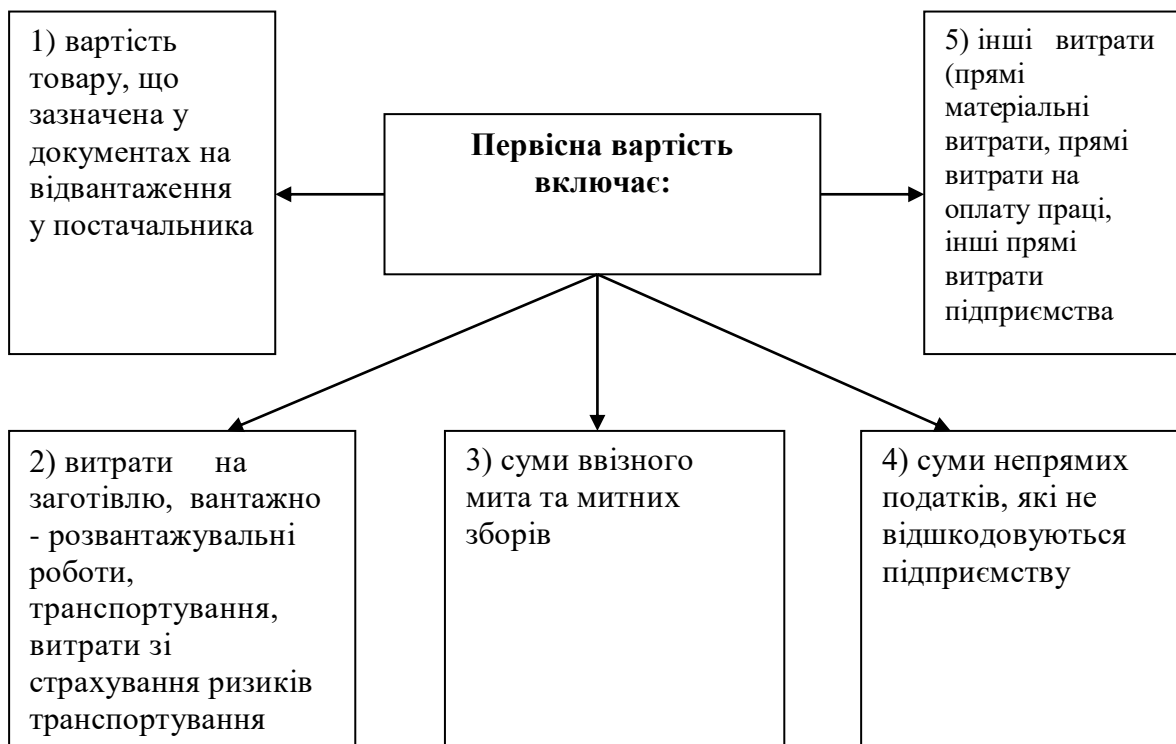 1) вартість
товару, що
зазначена у
документах на
відвантаження
у постачальника
Первісна вартість
включає:
5) інші витрати
(прямі
матеріальні
витрати, прямі
витрати на
оплату праці,
інші прямі
витрати
підприємства
2) витрати на
заготівлю, вантажно
- розвантажувальні
роботи,
транспортування,
витрати зі
страхування ризиків
транспортування
3) суми ввізного
мита та митних
зборів
4) суми непрямих
податків, які не
відшкодовуються
підприємству